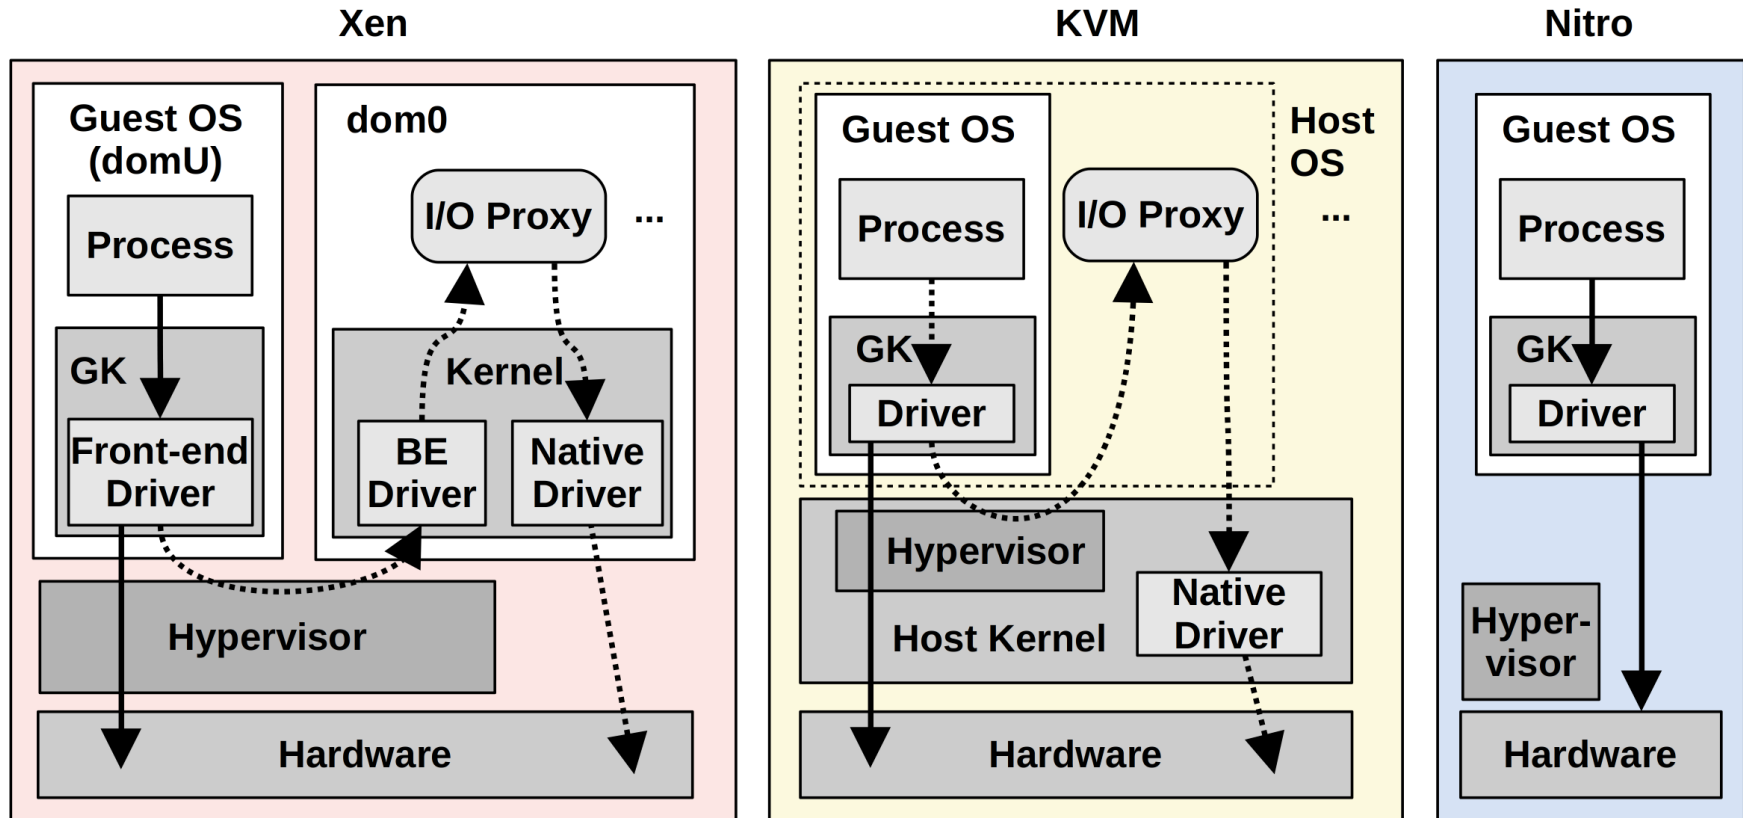 Xen
Guest OS
(domU)
Process
GK
Front-end
Driver
dom0
I/O Proxy
...
Kernel
BE
Driver
Native
Driver
Hypervisor
Hardware
KVM
Guest OS
Process
GK
Driver
I/O Proxy
Host
OS
...
Hypervisor
Native
Driver
Host Kernel
Hardware
Nitro
Guest OS
Process
GK
Driver
Hyper-
visor
Hardware